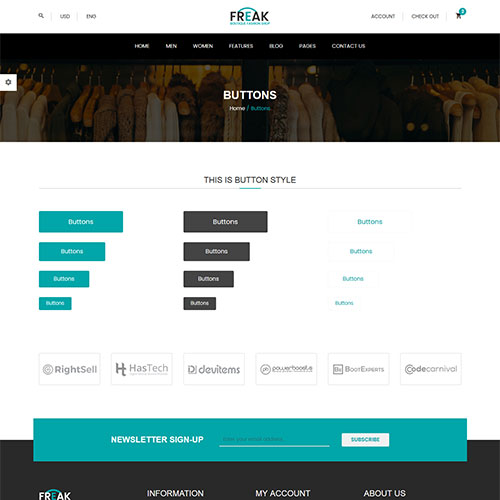 USD ENG FREAK ACCOUNT CHECK OUT
BOUTIQUE FASHION SHOP
HOME MEN WOMEN FEATURES BLOG PAGES CONTACT US
BUTTONS
Home / Buttons
THIS IS BUTTON STYLE
Buttons Buttons Buttons
Buttons Buttons Buttons
Buttons Buttons Buttons
Buttons Buttons Buttons
RightSell HasTech devitems powerboosts BootExperts Codecarnival
NEWSLETTER SIGN-UP Enter your email address... SUBSCRIBE
FREAK INFORMATION MY ACCOUNT ABOUT US